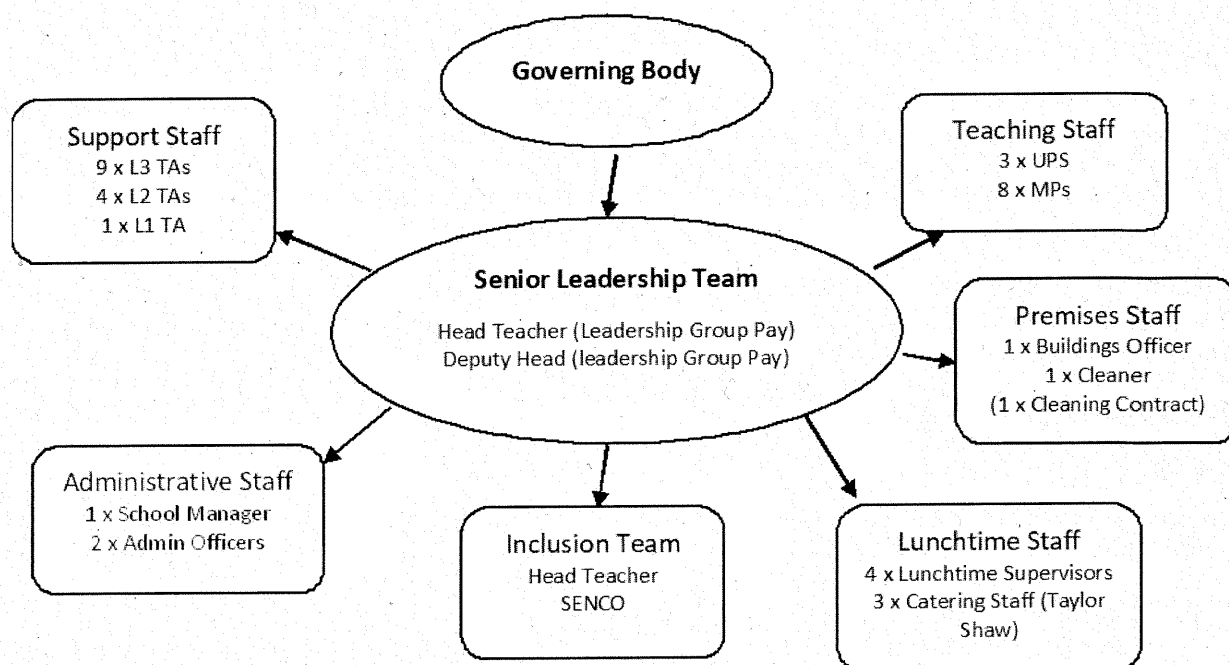 Governing Body
Support Staff
9 x L3 TAs
4 x L2 TAs
1 x L1 TA
Teaching Staff
3 x UPS
8 x MPs
Senior Leadership Team
Head Teacher (Leadership Group Pay)
Deputy Head (leadership Group Pay)
Premises Staff
1 x Buildings Officer
1 x Cleaner
(1 x Cleaning Contract)
Administrative Staff
1 x School Manager
2 x Admin Officers
Inclusion Team
Head Teacher
SENCO
Lunchtime Staff
4 x Lunchtime Supervisors
3 x Catering Staff (Taylor
Shaw)